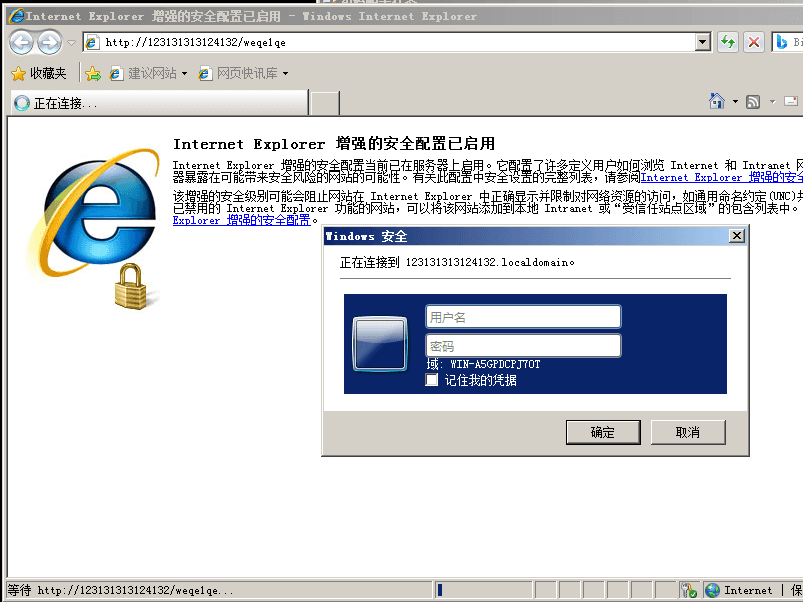 Internet Explorer 增强的安全配置已启用 - Windows Internet Explorer
http://123131313124132/weqe1qe
Bi
收藏夹
建议网站
网页快讯库
正在连接...
Internet Explorer 增强的安全配置已启用
Internet Explorer 增强的安全配置当前已在服务器上启用。它配置了许多定义用户如何浏览 Internet 和 Intranet 网
器暴露在可能带来安全风险的网站的可能性。有关此配置中安全设置的完整列表，请参阅Internet Explorer 增强的安全
该增强的安全级别可能会阻止网站在 Internet Explorer 中正确显示并限制对网络资源的访问，如通用命名约定(UNC)共
已禁用的 Internet Explorer 功能的网站，可以将该网站添加到本地 Intranet 或“受信任站点区域”的包含列表中。
Explorer 增强的安全配置。
Windows 安全
正在连接到 123131313124132.localdomain。
用户名
密码
域: WIN-A5GPDCPJ7OT
记住我的凭据
确定
取消
等待 http://123131313124132/weqe1qe...
Internet | 保